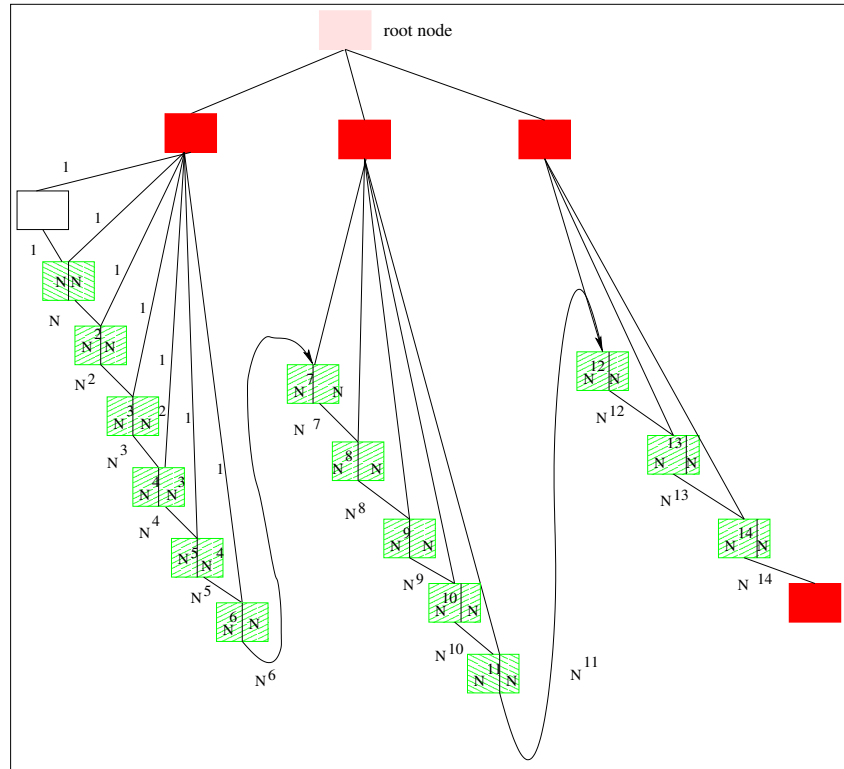 root node
1
1
1
N N
N
1
N^2 N
N^2
1
N^3 N^2
N^3
1
N^4 N^3
N^4
1
N^5 N^4
N^5
1
N^6 N
N^6
N^7 N
N^7
N^8 N
N^8
N^9 N
N^9
N^10 N
N^10
N^11 N
N^11
N^12 N
N^12
N^13 N
N^13
N^14 N
N^14